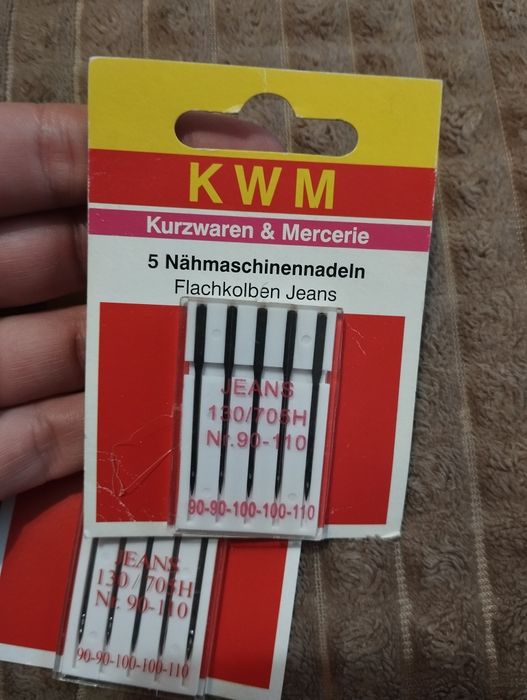 KWM
Kurzwaren & Mercerie
5 Nähmaschinennadeln
Flachkolben Jeans
JEANS
130/705H
Nr. 90-110
90-90-100-100-110
JEANS
130/705H
Nr. 90-110
90-90-100-100-110